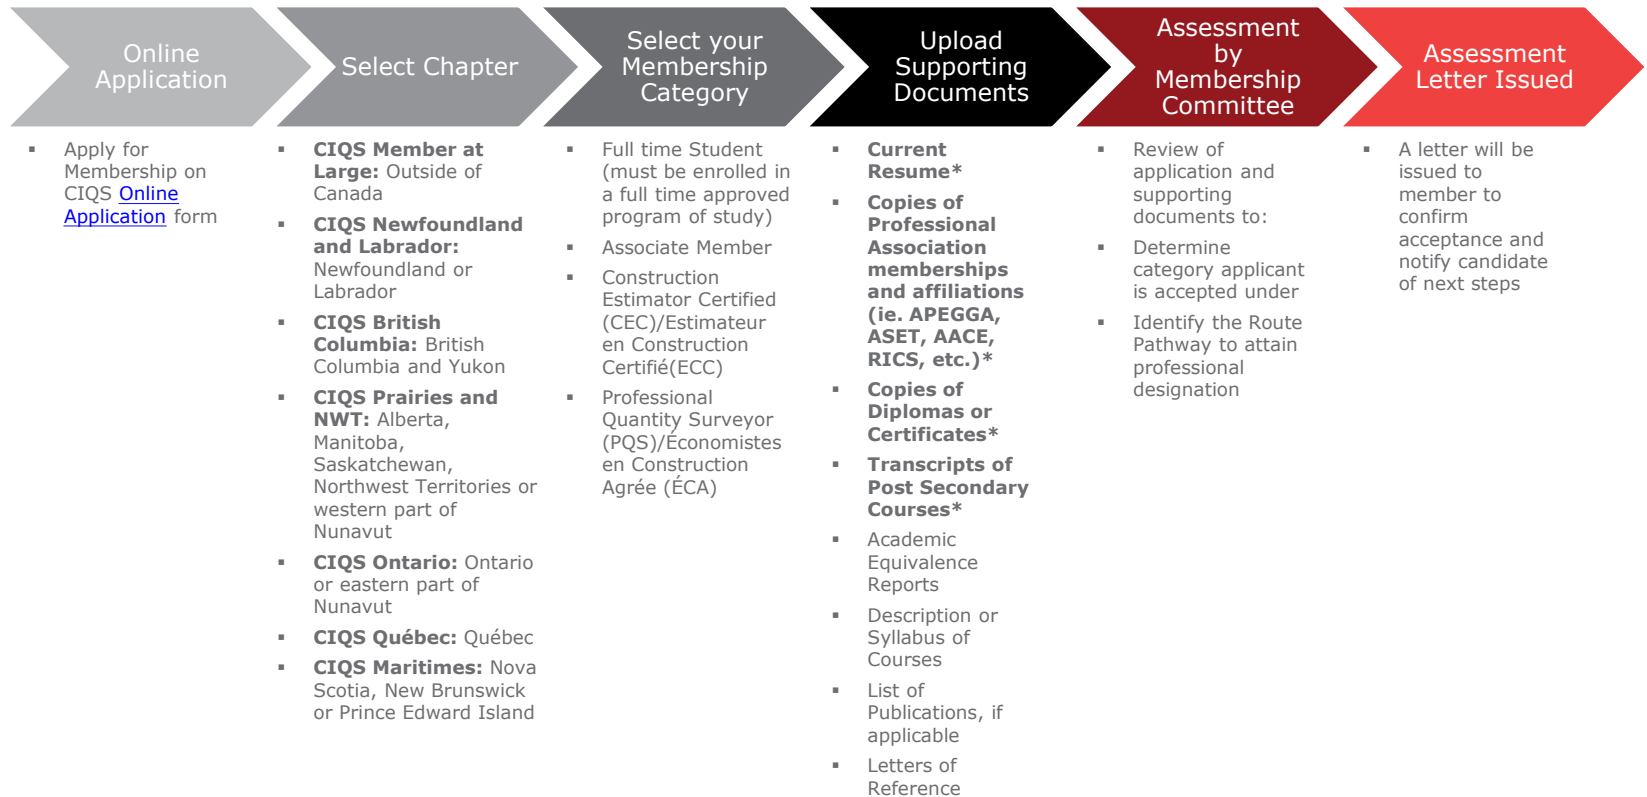 Online
Application
Select Chapter
Select your
Membership
Category
Upload
Supporting
Documents
Assessment
by
Membership
Committee
Assessment
Letter Issued
▪ Apply for
Membership on
CIQS Online
Application form
▪ CIQS Member at
Large: Outside of
Canada
▪ CIQS Newfoundland
and Labrador:
Newfoundland or
Labrador
▪ CIQS British
Columbia: British
Columbia and Yukon
▪ CIQS Prairies and
NWT: Alberta,
Manitoba,
Saskatchewan,
Northwest Territories or
western part of
Nunavut
▪ CIQS Ontario: Ontario
or eastern part of
Nunavut
▪ CIQS Québec: Québec
▪ CIQS Maritimes: Nova
Scotia, New Brunswick
or Prince Edward Island
▪ Full time Student
(must be enrolled in
a full time approved
program of study)
▪ Associate Member
▪ Construction
Estimator Certified
(CEC)/Estimateur
en Construction
Certifié(ECC)
▪ Professional
Quantity Surveyor
(PQS)/Économistes
en Construction
Agrée (ÉCA)
▪ Current
Resume*
▪ Copies of
Professional
Association
memberships
and affiliations
(ie. APEGGA,
ASET, AACE,
RICS, etc.)*
▪ Copies of
Diplomas or
Certificates*
▪ Transcripts of
Post Secondary
Courses*
▪ Academic
Equivalence
Reports
▪ Description or
Syllabus of
Courses
▪ List of
Publications, if
applicable
▪ Letters of
Reference
▪ Review of
application and
supporting
documents to:
▪ Determine
category applicant
is accepted under
▪ Identify the Route
Pathway to attain
professional
designation
▪ A letter will be
issued to
member to
confirm
acceptance and
notify candidate
of next steps